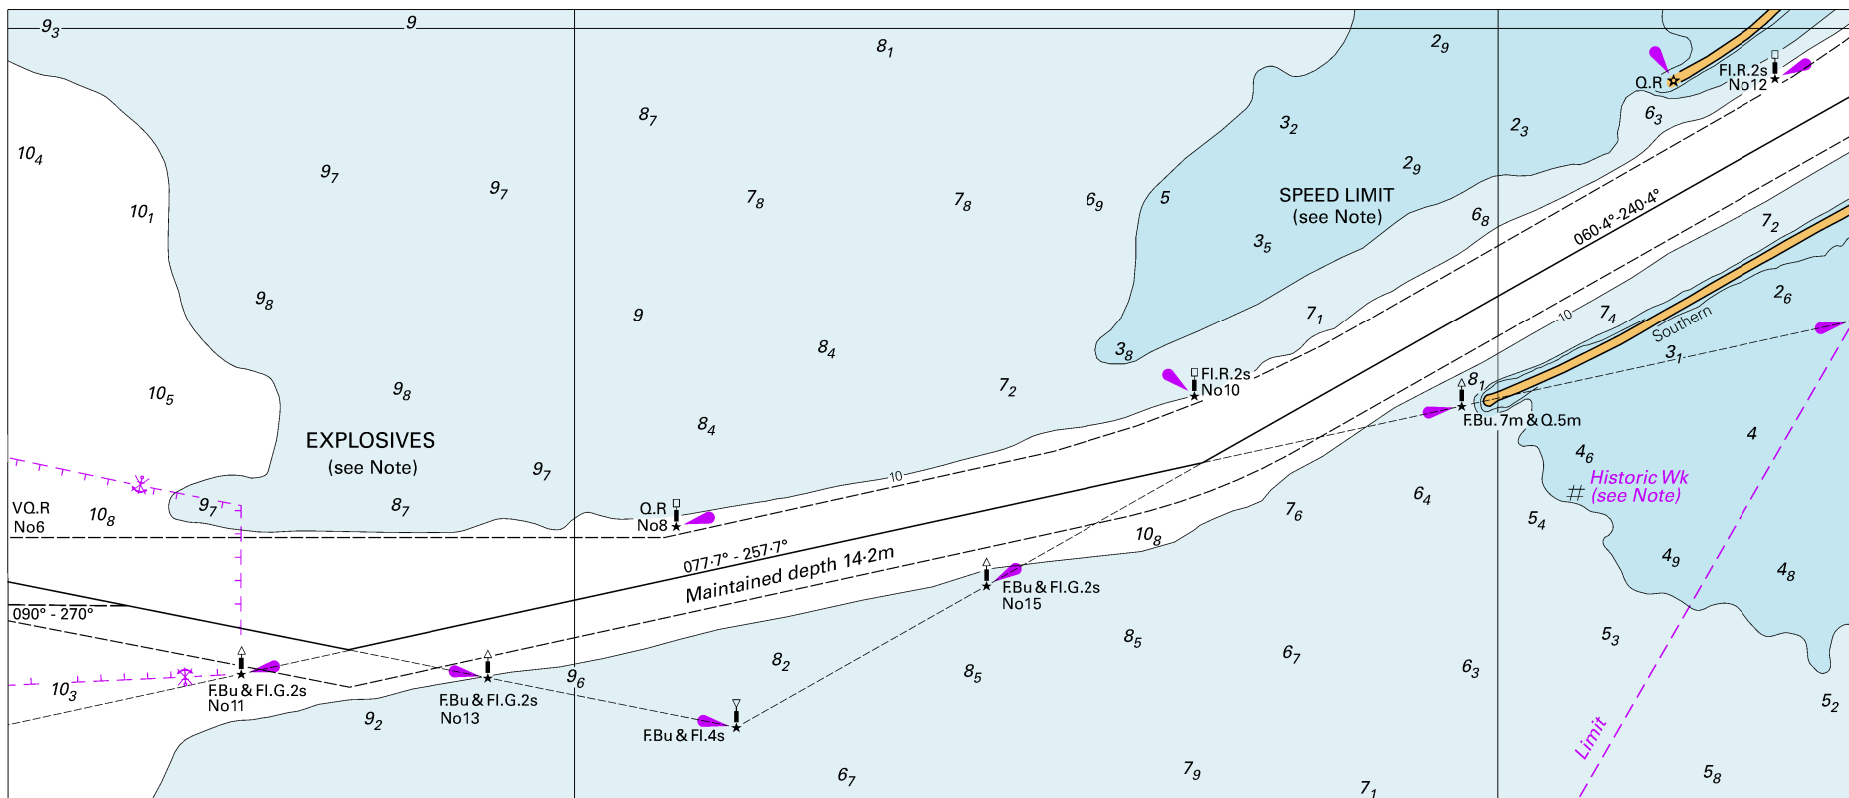 9₃
9
8₁
2₉
Q.R
Fl.R.2s
No12
8₇
3₂
2₃
6₃
10₄
9₇
9₇
7₈
7₈
6₉
5
2₉
SPEED LIMIT
(see Note)
10₁
6₈
060·4°-240·4°
7₂
3₅
9₈
9
8₄
7₁
10
7₄
2₆
Southern
3₁
3₈
10₅
9₈
7₂
Fl.R.2s
No10
8₁
F.Bu.7m & Q.5m
8₄
EXPLOSIVES
(see Note)
9₇
10
4
4₆
Historic Wk
(see Note)
6₄
VQ.R
No6
10₈
9₇
8₇
Q.R
No8
7₆
5₄
10₈
077·7° - 257·7°
Maintained depth 14·2m
4₉
4₈
090° - 270°
F.Bu & Fl.G.2s
No15
8₅
5₃
10₃
F.Bu & Fl.G.2s
No11
F.Bu & Fl.G.2s
No13
9₆
8₂
8₅
6₇
6₃
9₂
F.Bu & Fl.4s
5₂
Limit
6₇
7₉
7₁
5₈